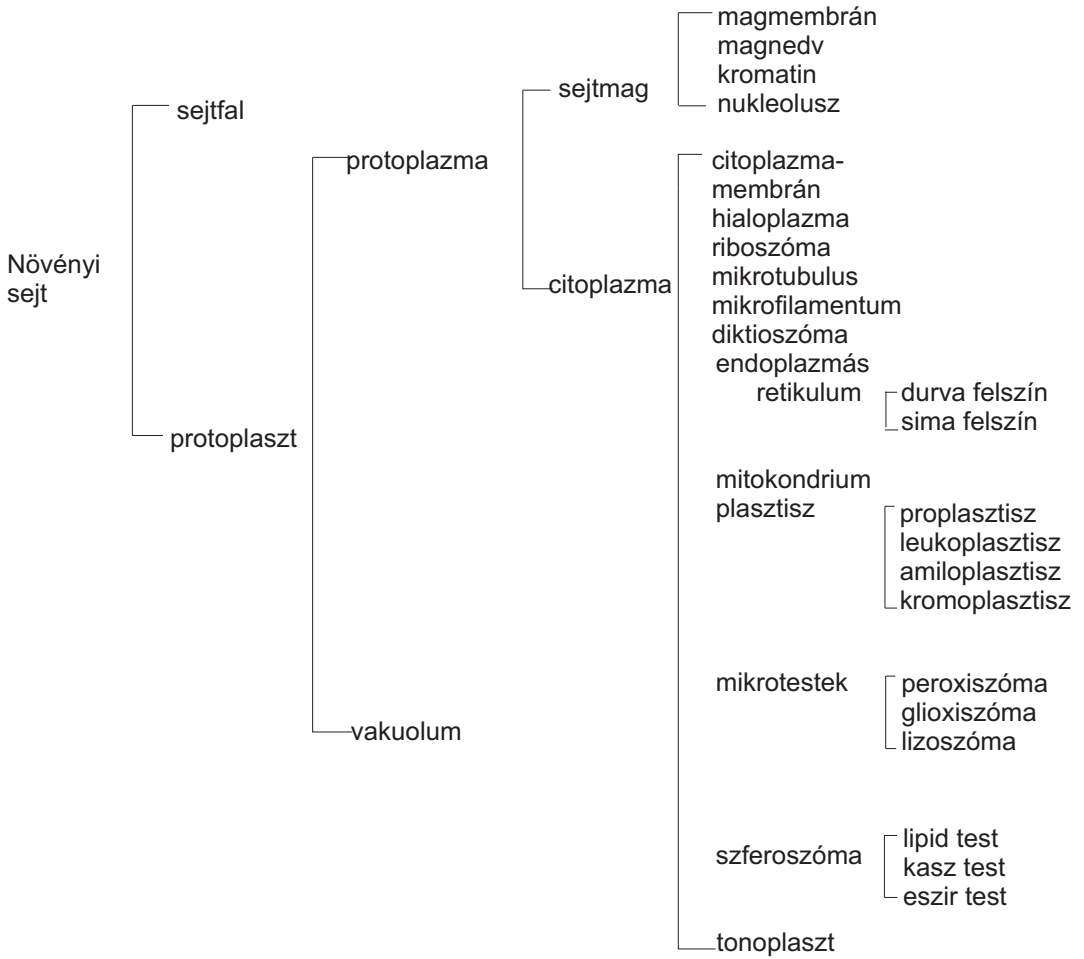 Növényi
sejt
sejtfal
protoplaszt
protoplazma
vakuolum
sejtmag
citoplazma
magmembrán
magnedv
kromatin
nukleolusz
citoplazma-
membrán
hialoplazma
riboszóma
mikrotubulus
mikrofilamentum
diktioszóma
endoplazmás
retikulum
durva felszín
sima felszín
mitokondrium
plasztisz
proplasztisz
leukoplasztisz
amiloplasztisz
kromoplasztisz
mikrotestek
peroxiszóma
glioxiszóma
lizoszóma
szferoszóma
lipid test
kasz test
eszir test
tonoplaszt